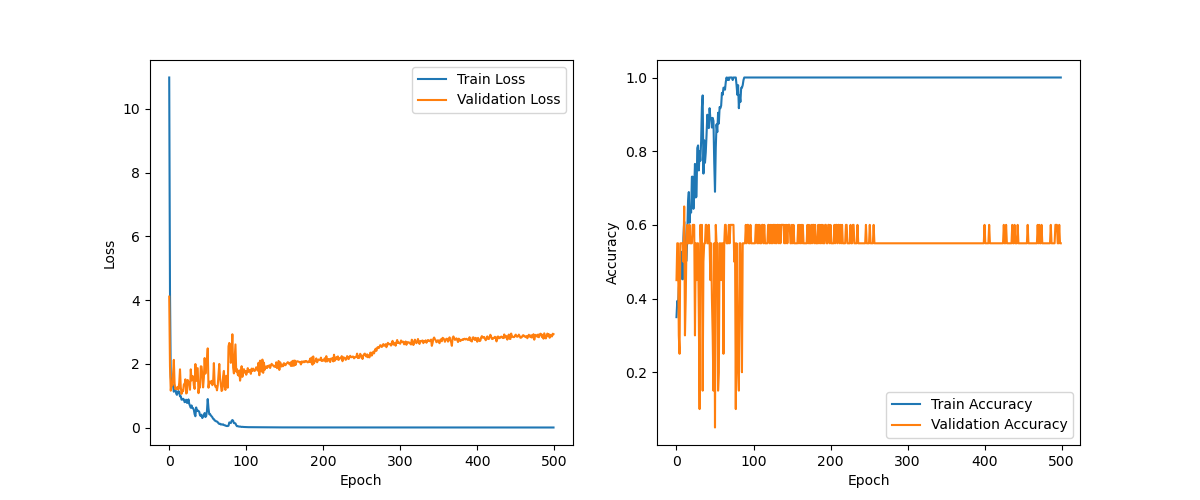 Train Loss
Validation Loss
10
8
6
4
2
0
Loss
0 100 200 300 400 500
Epoch
1.0
0.8
0.6
0.4
0.2
Accuracy
Train Accuracy
Validation Accuracy
0 100 200 300 400 500
Epoch